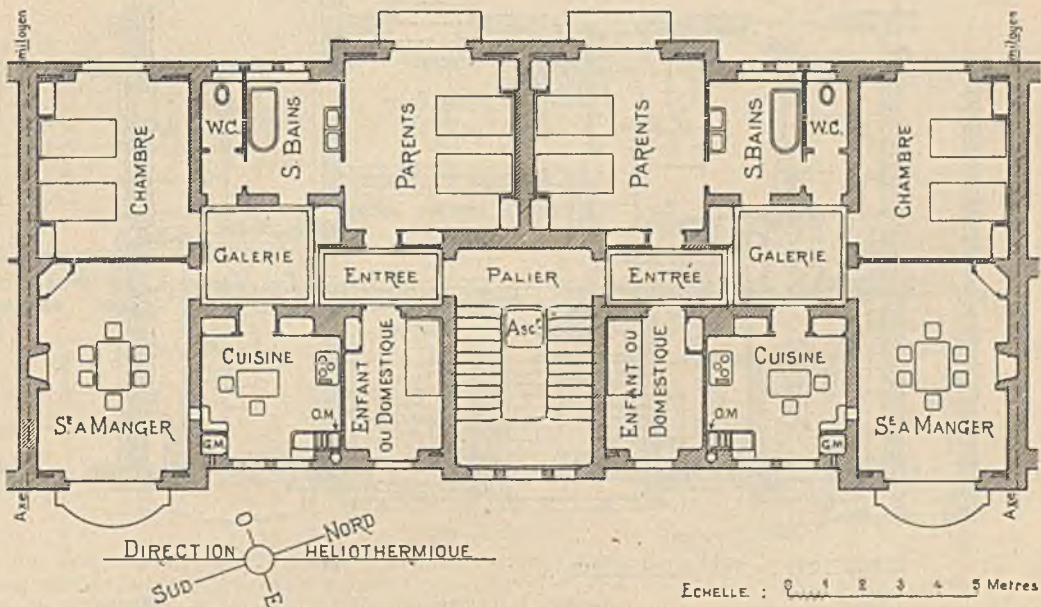 mitoyen
mitoyen
W.C.
S. BAINS
PARENTS
PARENTS
S. BAINS
W.C.
CHAMBRE
CHAMBRE
GALERIE
ENTREE
PALIER
ENTRÉE
GALERIE
ASCR
CUISINE
ENFANT
OU DOMESTIQUE
ENFANT OU
DOMESTIQUE
CUISINE
O.M
O.M
SE A MANGER
G.M.
G.M
SE. A MANGER
Axe
Axe
O
NORD
DIRECTION HELIOTHERMIQUE
SUD
E
ECHELLE : 0 1 2 3 4 5 Metres